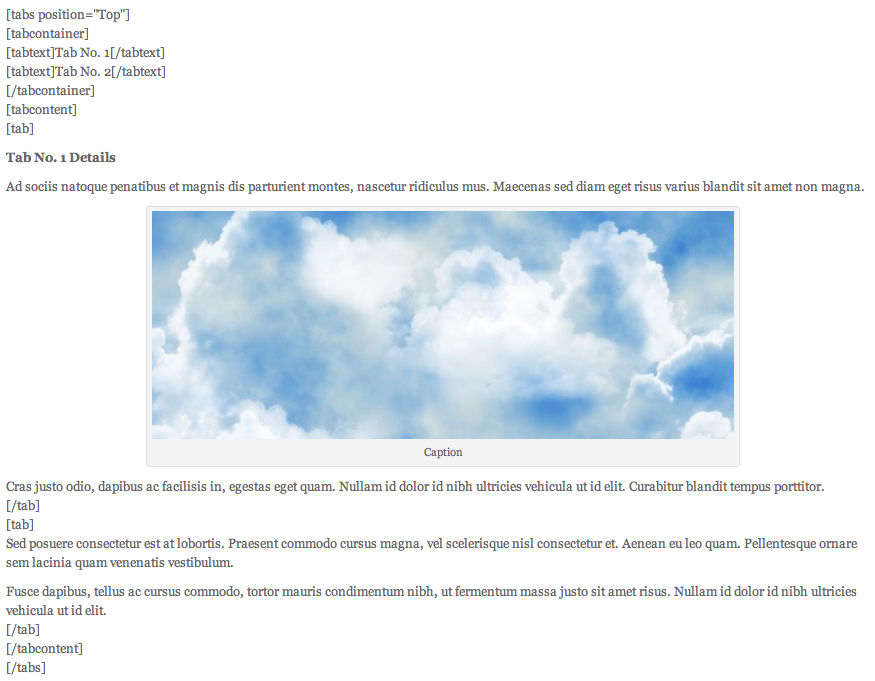 [tabs position="Top"]
[tabcontainer]
[tabtext]Tab No. 1[/tabtext]
[tabtext]Tab No. 2[/tabtext]
[/tabcontainer]
[tabcontent]
[tab]
Tab No. 1 Details
Ad sociis natoque penatibus et magnis dis parturient montes, nascetur ridiculus mus. Maecenas sed diam eget risus varius blandit sit amet non magna.
Caption
Cras justo odio, dapibus ac facilisis in, egestas eget quam. Nullam id dolor id nibh ultricies vehicula ut id elit. Curabitur blandit tempus porttitor.
[/tab]
[tab]
Sed posuere consectetur est at lobortis. Praesent commodo cursus magna, vel scelerisque nisl consectetur et. Aenean eu leo quam. Pellentesque ornare
sem lacinia quam venenatis vestibulum.
Fusce dapibus, tellus ac cursus commodo, tortor mauris condimentum nibh, ut fermentum massa justo sit amet risus. Nullam id dolor id nibh ultricies
vehicula ut id elit.
[/tab]
[/tabcontent]
[/tabs]